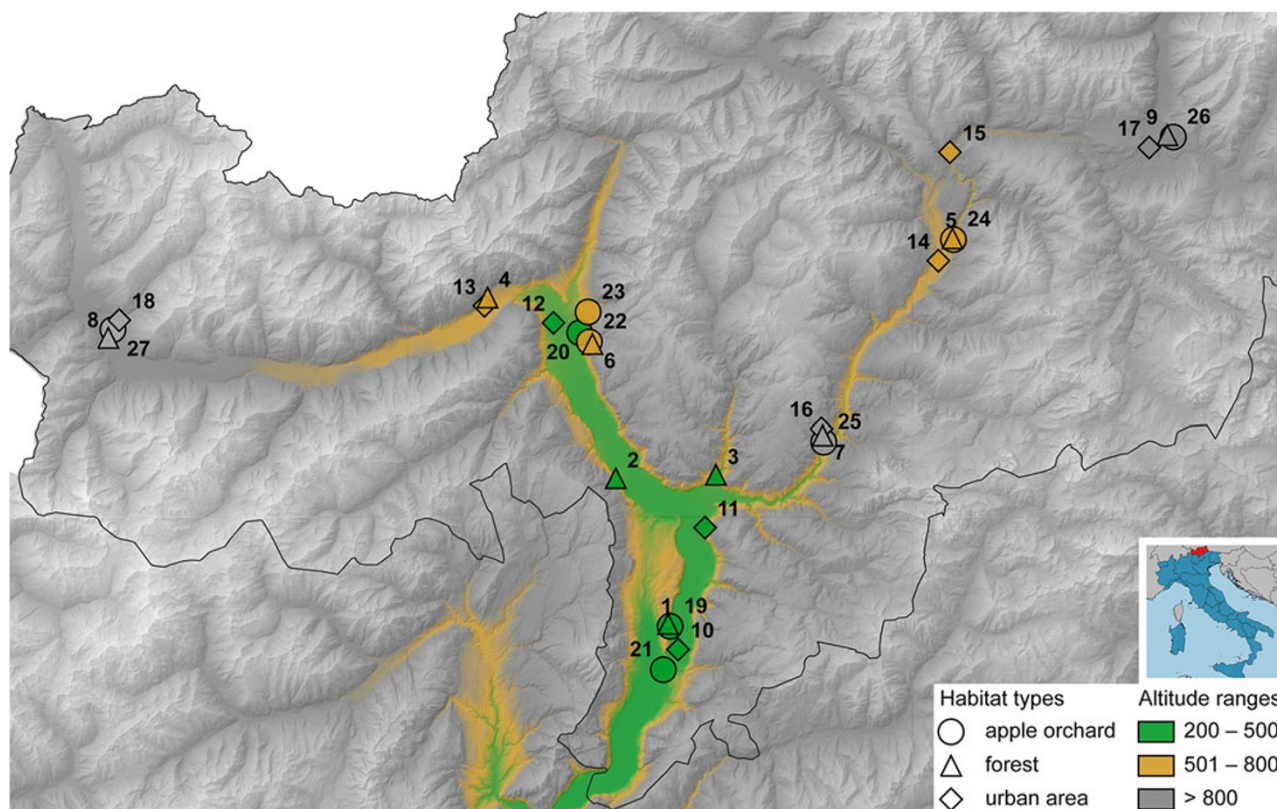 15
17 9 26
5 24
14
13 4
23
12
22
18
8
20
6
27
16 25
7
2
3
11
1 19
10
21
Habitat types
apple orchard
forest
urban area
Altitude ranges
200 – 500
501 – 800
> 800